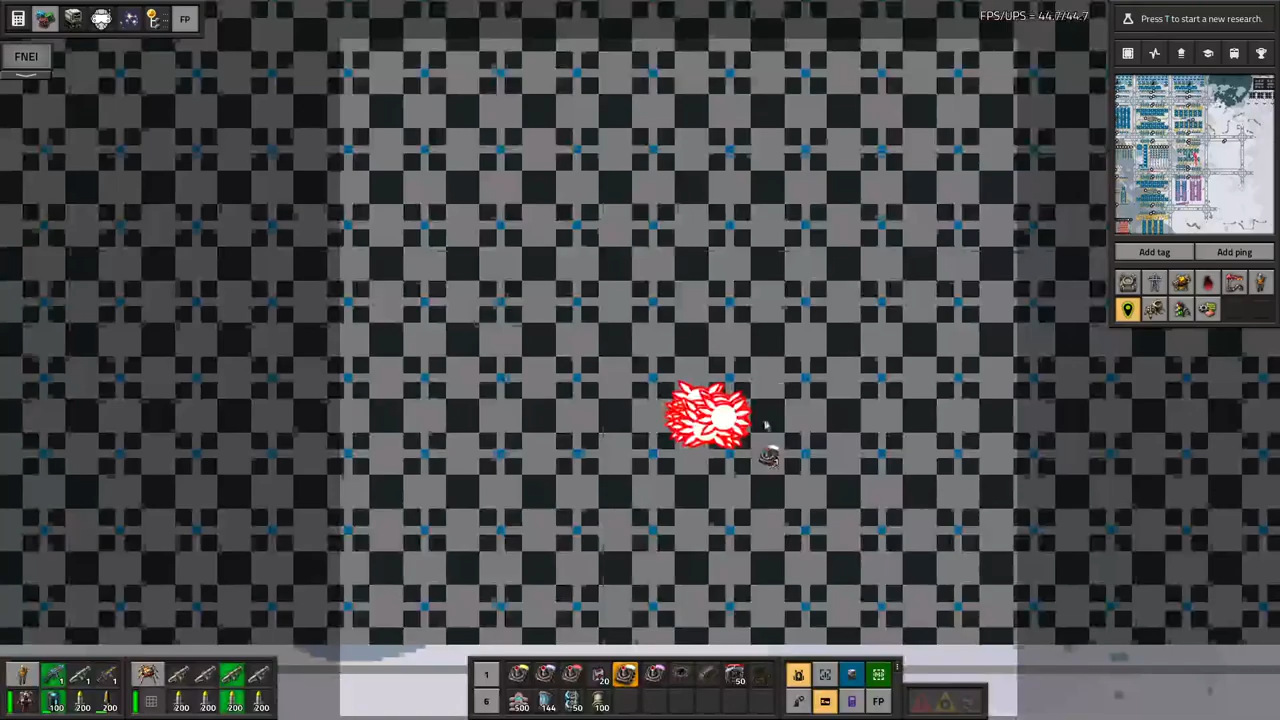 FP
FPS/UPS = 44.7/44.7
Press T to start a new research.
FNEI
Add tag
Add ping
1
1
1
1
20
50
100
200
200
200
200
200
200
6
500
144
50
100
FP